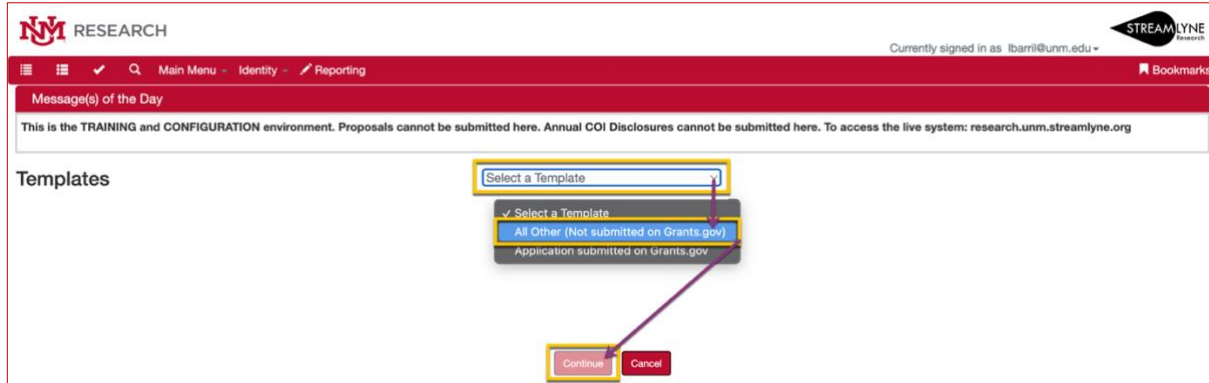 UNM RESEARCH
STREAMLYNE
Research
Currently signed in as lbarril@unm.edu
Main Menu Identity Reporting Bookmarks
Message(s) of the Day
This is the TRAINING and CONFIGURATION environment. Proposals cannot be submitted here. Annual COI Disclosures cannot be submitted here. To access the live system: research.unm.streamlyne.org
Templates
Select a Template
✓ Select a Template
All Other (Not submitted on Grants.gov)
Application submitted on Grants.gov
Continue Cancel